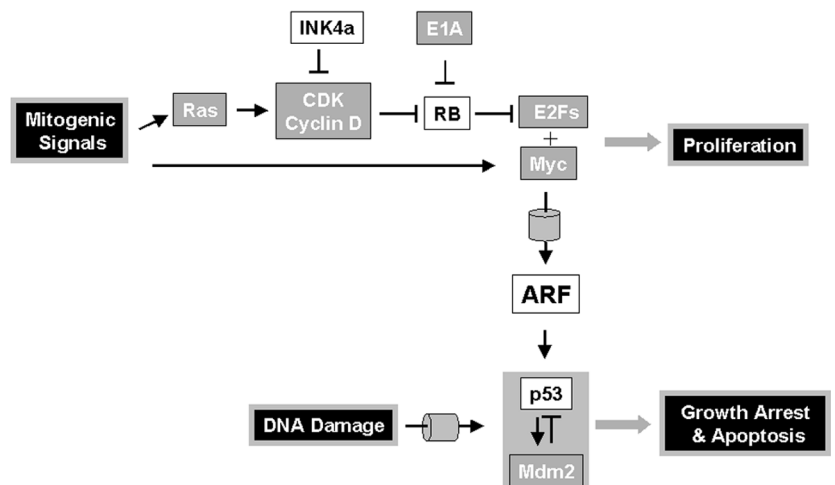 INK4a
E1A
Mitogenic
Signals
Ras
CDK
Cyclin D
RB
E2Fs
+
Myc
Proliferation
ARF
DNA Damage
p53
Mdm2
Growth Arrest
& Apoptosis